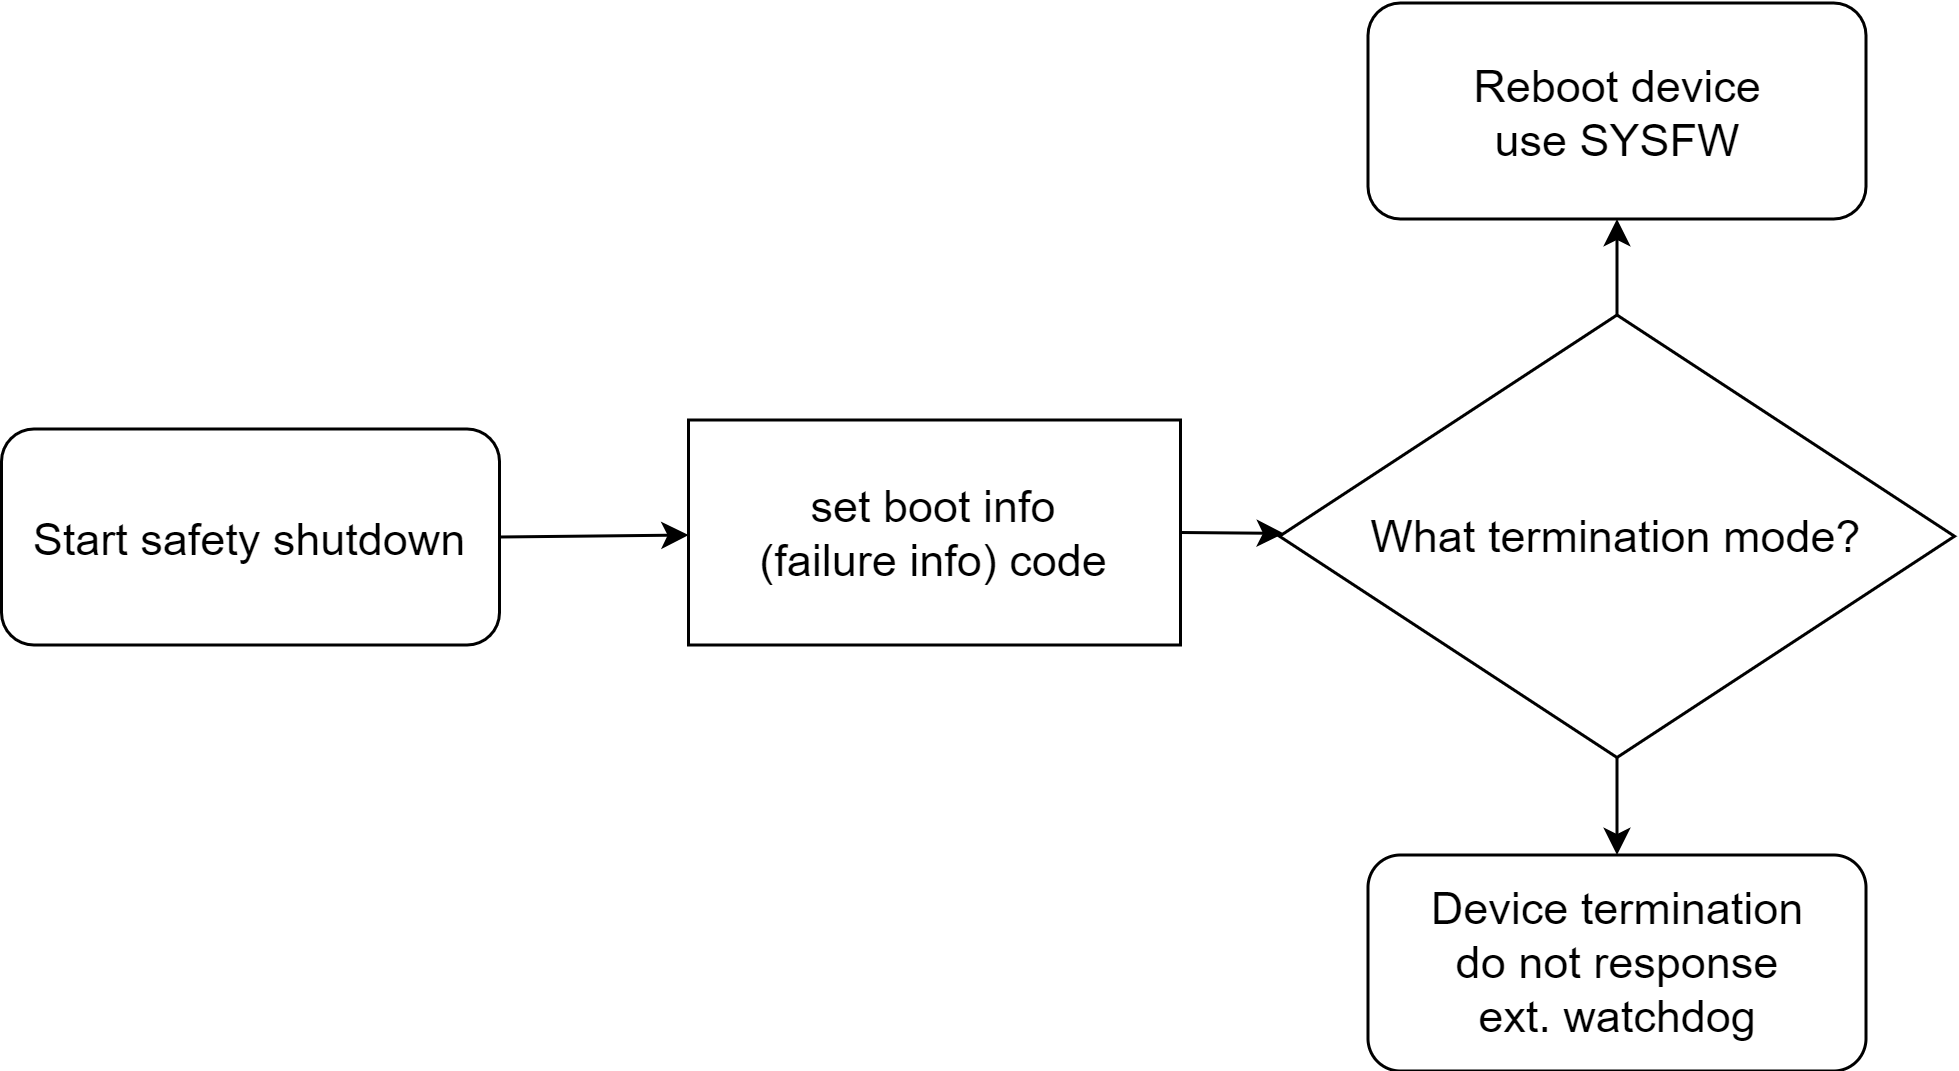 Reboot device
use SYSFW
Start safety shutdown
set boot info
(failure info) code
What termination mode?
Device termination
do not response
ext. watchdog